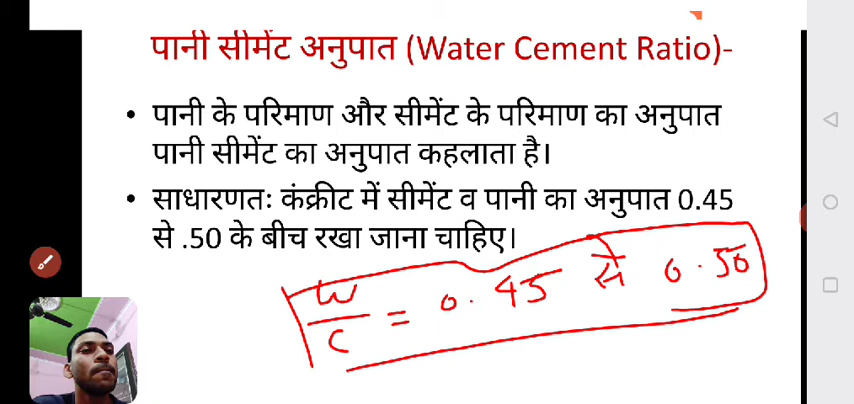 पानी सीमेंट अनुपात (Water Cement Ratio)-
• पानी के परिमाण और सीमेंट के परिमाण का अनुपात
पानी सीमेंट का अनुपात कहलाता है।
• साधारणतः कंक्रीट में सीमेंट व पानी का अनुपात 0.45
से .50 के बीच रखा जाना चाहिए।
W/C = 0.45 से 0.50